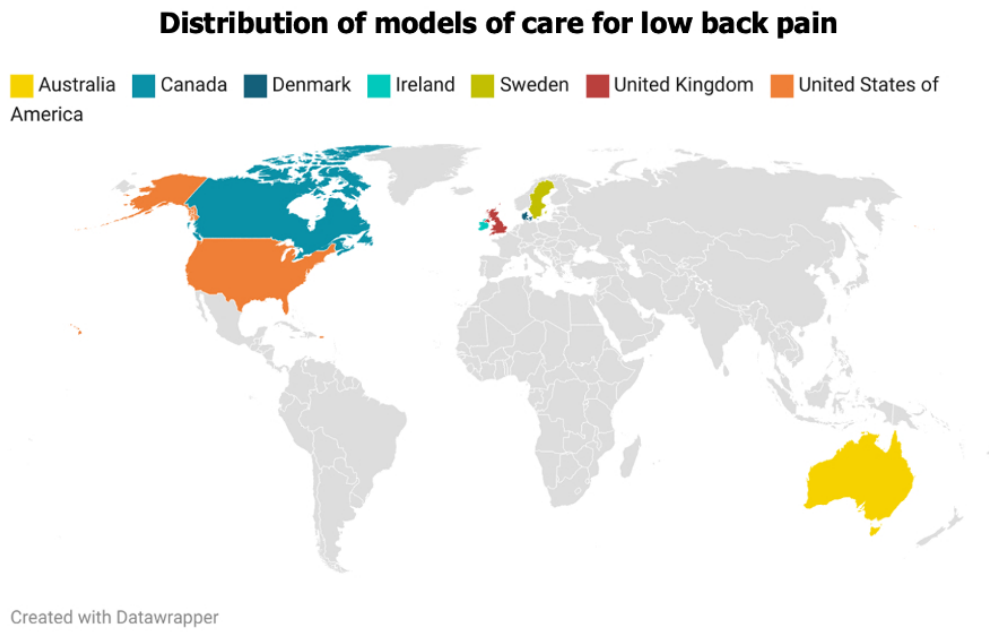 Distribution of models of care for low back pain
Australia Canada Denmark Ireland Sweden United Kingdom United States of
America
Created with Datawrapper